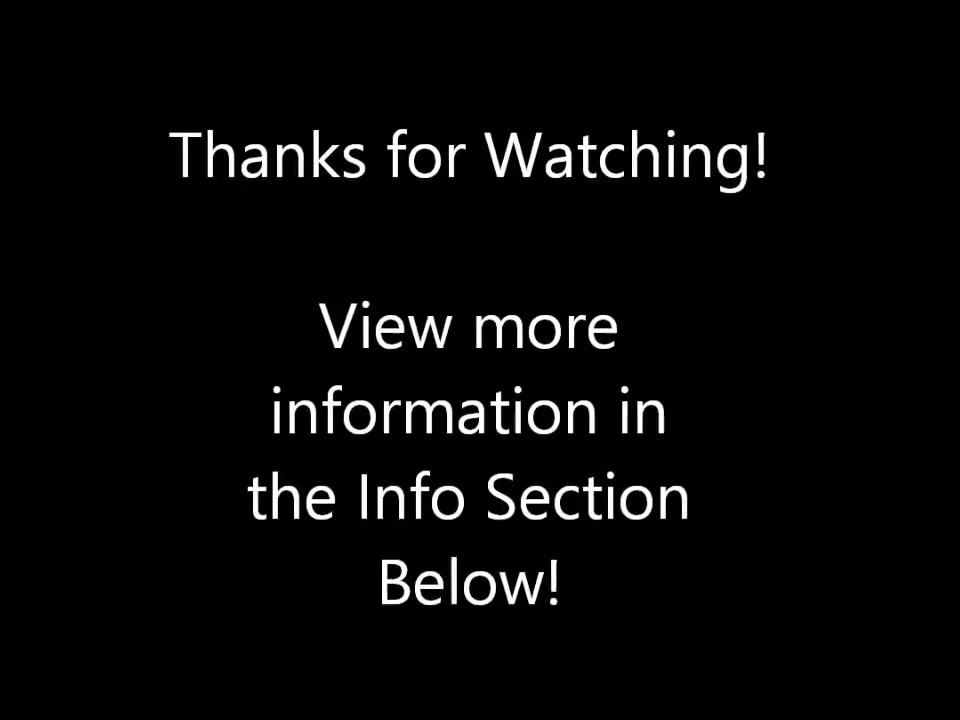 Thanks for Watching!
View more
information in
the Info Section
Below!